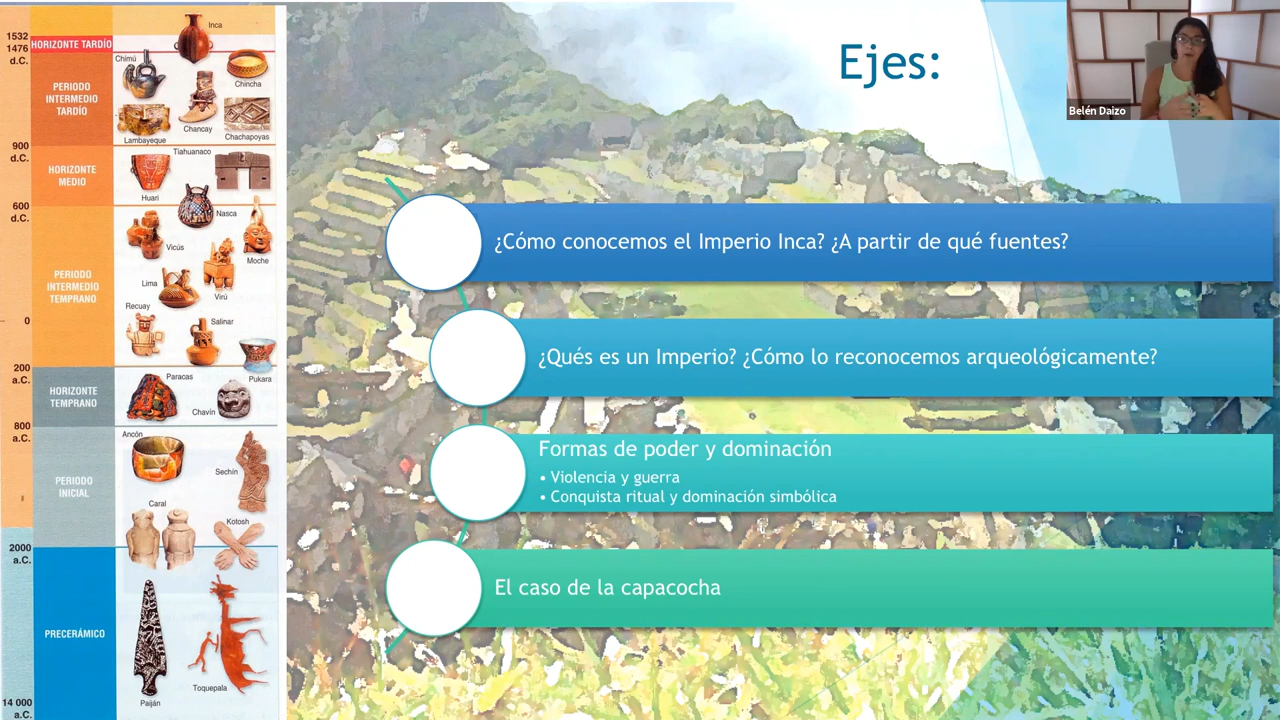 1532
1476
d.C.
HORIZONTE TARDÍO
Inca
Chimú
Chincha
PERIODO
INTERMEDIO
TARDÍO
Chancay
Lambayeque
Chachapoyas
900
d.C.
Tiahuanaco
HORIZONTE
MEDIO
Huari
600
d.C.
Nasca
Vicús
Moche
PERIODO
INTERMEDIO
TEMPRANO
Lima
Virú
Recuay
0
Salinar
200
a.C.
Paracas
Pukara
HORIZONTE
TEMPRANO
Chavín
800
a.C.
Ancón
Sechín
PERIODO
INICIAL
Caral
Kotosh
2000
a.C.
PRECERÁMICO
Toquepala
Paiján
14 000
a.C.
Ejes:
¿Cómo conocemos el Imperio Inca? ¿A partir de qué fuentes?
¿Qués es un Imperio? ¿Cómo lo reconocemos arqueológicamente?
Formas de poder y dominación
• Violencia y guerra
• Conquista ritual y dominación simbólica
El caso de la capacocha
Belén Daizo